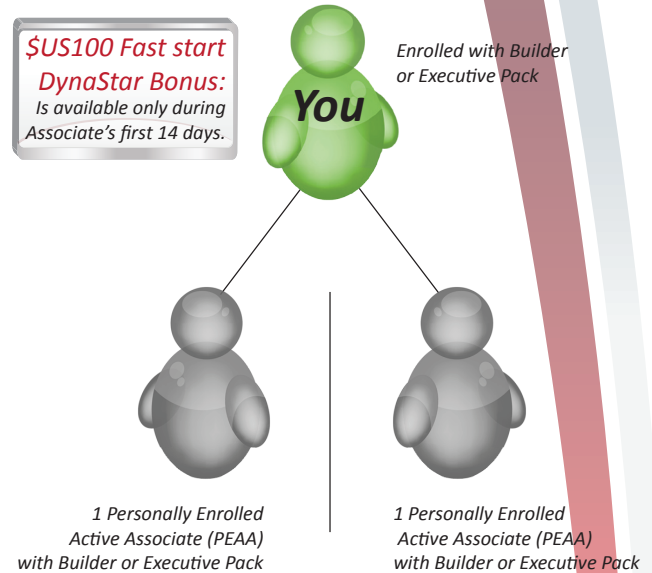 $US100 Fast start
DynaStar Bonus:
Is available only during
Associate's first 14 days.
You
Enrolled with Builder
or Executive Pack
1 Personally Enrolled
Active Associate (PEAA)
with Builder or Executive Pack
1 Personally Enrolled
Active Associate (PEAA)
with Builder or Executive Pack